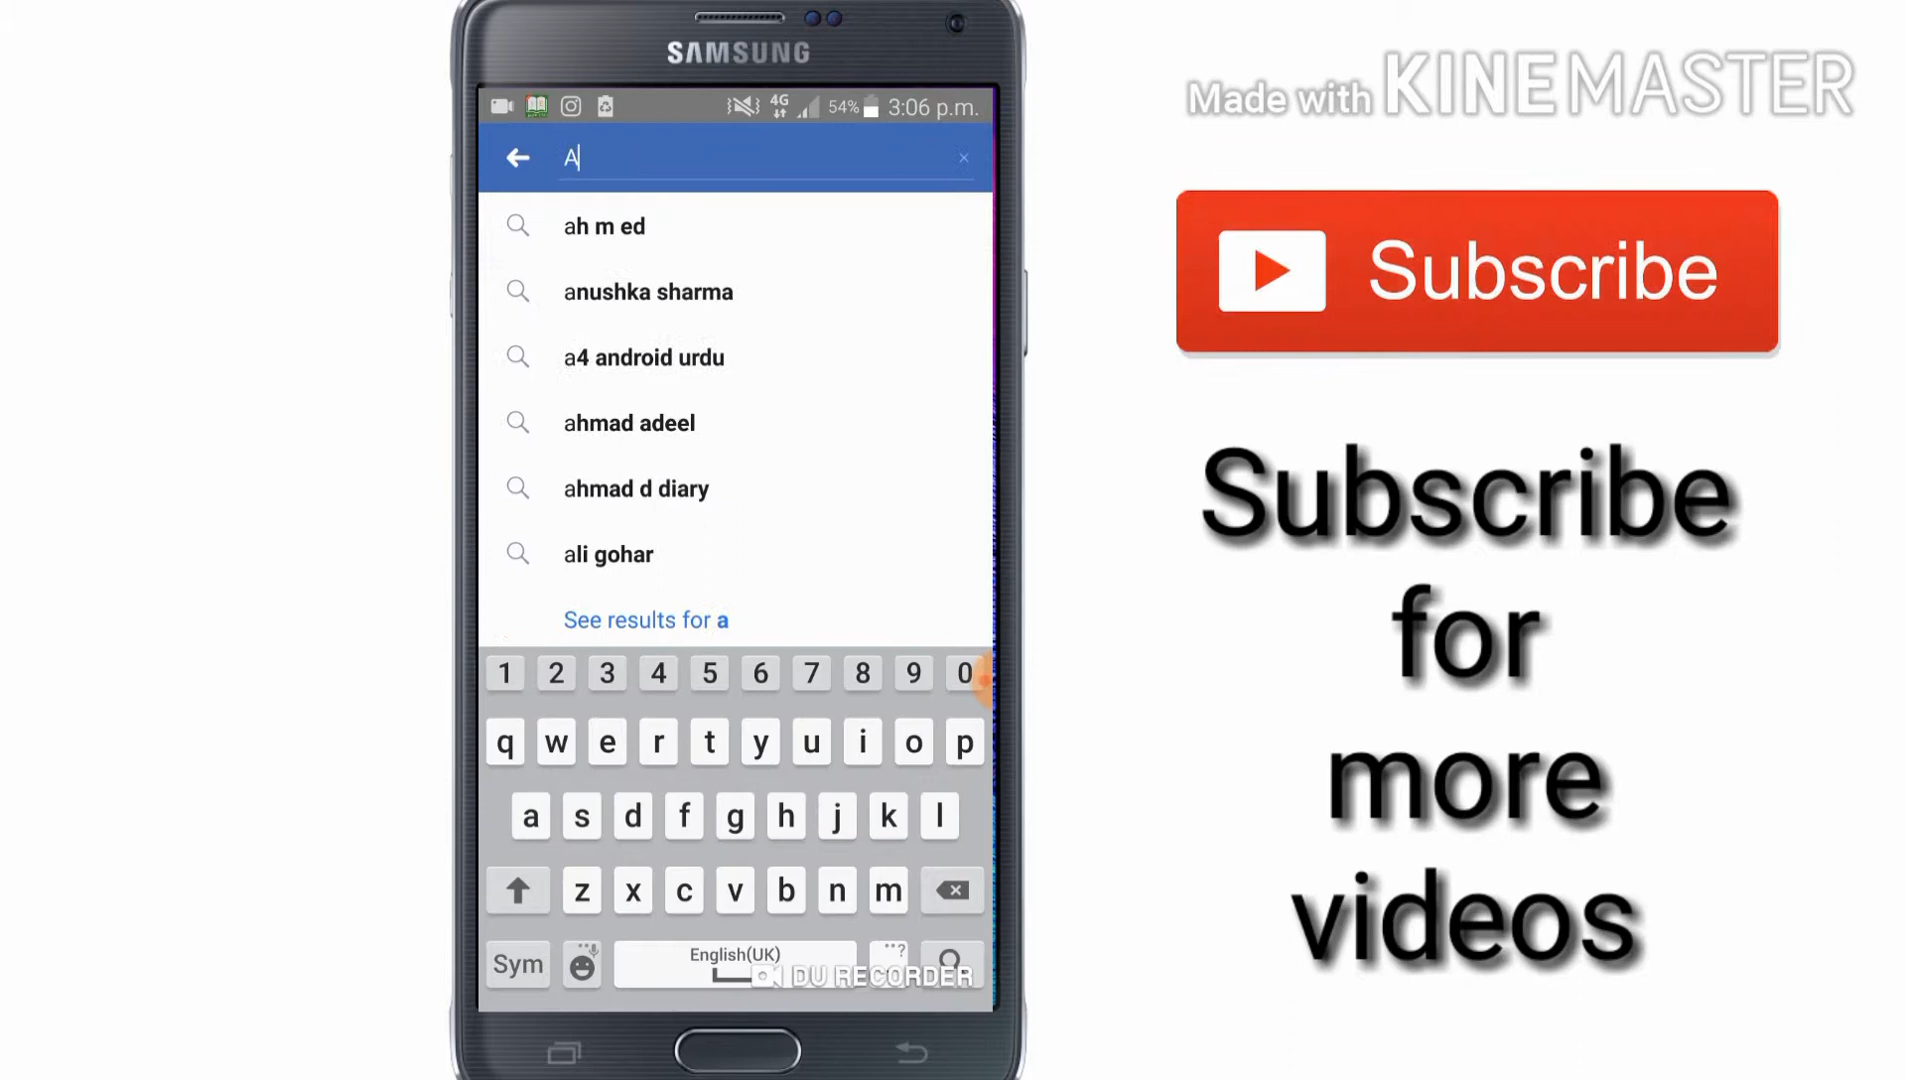 SAMSUNG
4G 54% 3:06 p.m.
A
ah m ed
anushka sharma
a4 android urdu
ahmad adeel
ahmad d diary
ali gohar
See results for a
1 2 3 4 5 6 7 8 9 0
q w e r t y u i o p
a s d f g h j k l
z x c v b n m
Sym English(UK) ?
DU RECORDER
Made with KINEMASTER
Subscribe
Subscribe
for
more
videos